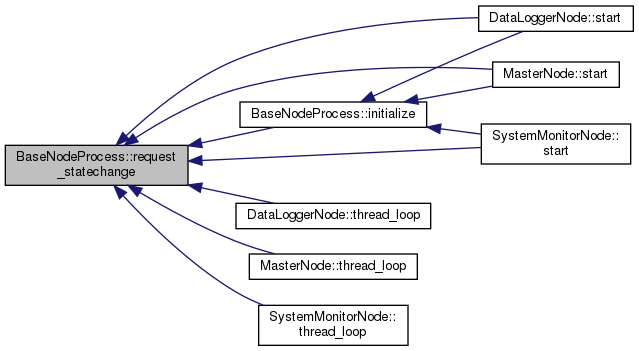 DataLoggerNode::start
MasterNode::start
BaseNodeProcess::initialize
SystemMonitorNode::
start
BaseNodeProcess::request
_statechange
DataLoggerNode::thread_loop
MasterNode::thread_loop
SystemMonitorNode::
thread_loop